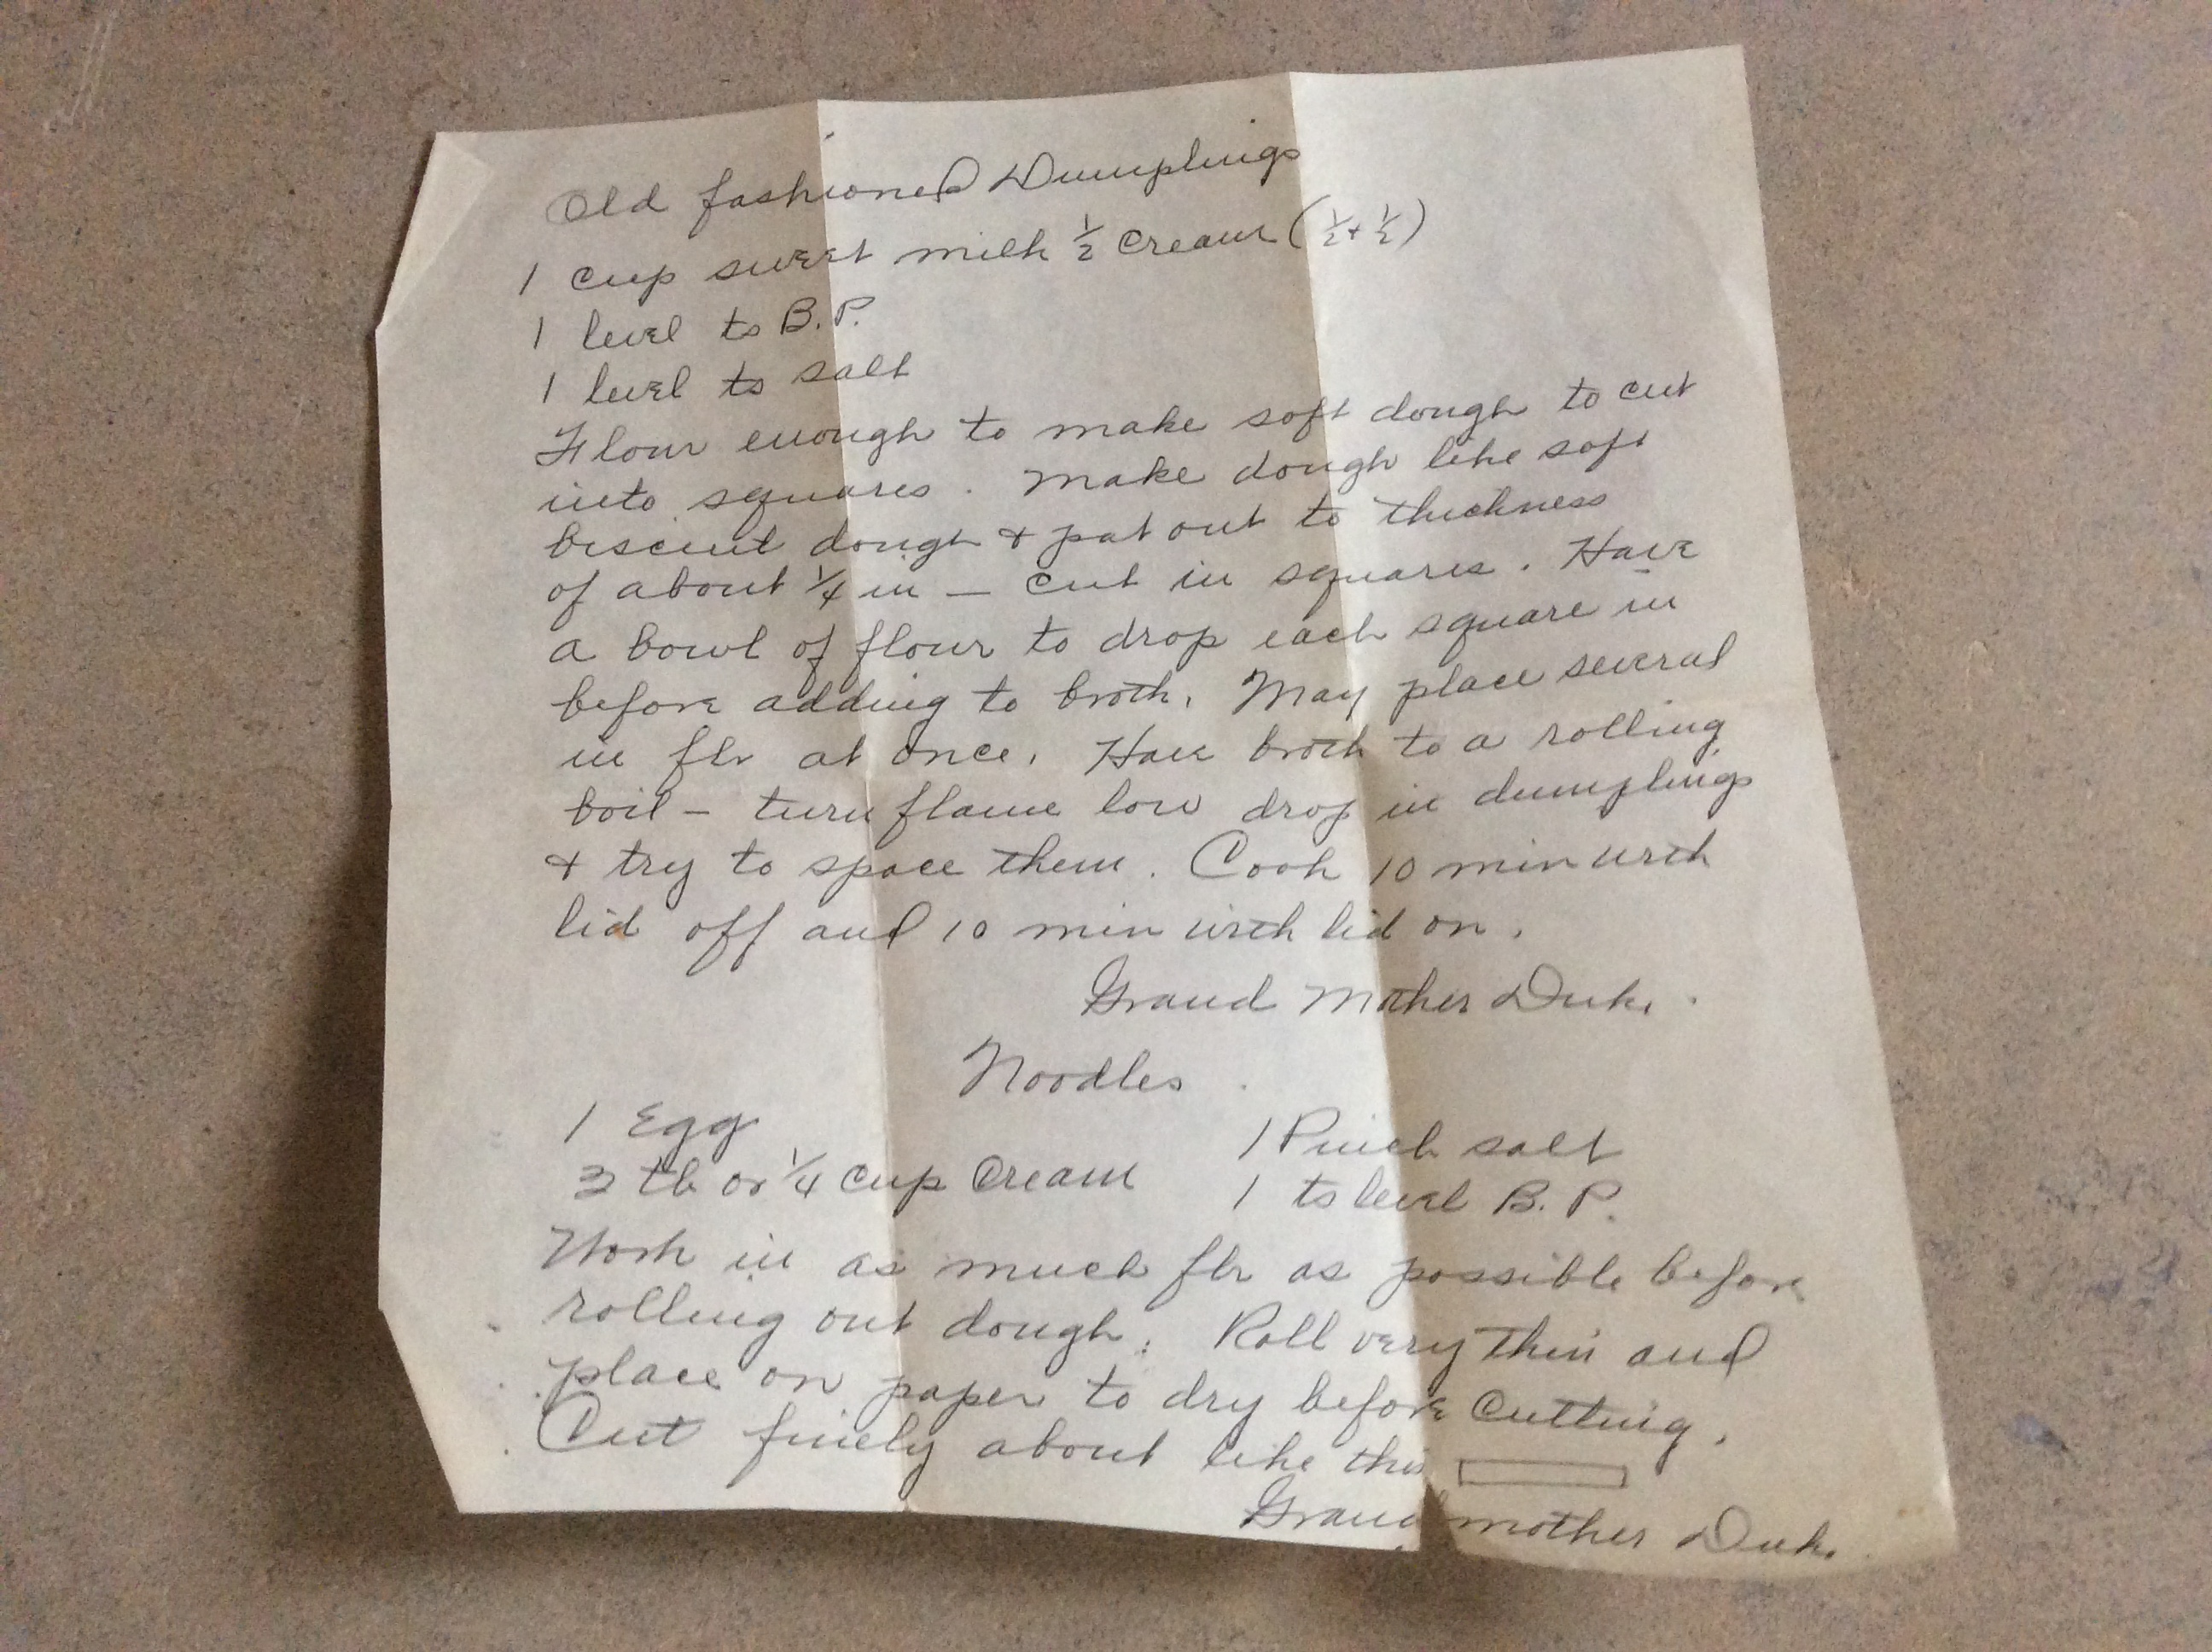 Old fashioned Dumplings
1 cup sweet milk ½ cream (½ + ½)
1 level ts B.P.
1 level ts salt
Flour enough to make soft dough to cut
into squares. Make dough like soft
biscuit dough & pat out to thickness
of about ¼ in — cut in squares. Have
a bowl of flour to drop each square in
before adding to broth. May place several
in flr at once. Have broth to a rolling
boil — turn flame low drop in dumplings
& try to space them. Cook 10 min with
lid off and 10 min with lid on.
Grand Mother Duke.
Noodles
1 Egg 1 Pinch salt
3 tb or ¼ cup Cream 1 ts level B. P.
Work in as much flr as possible before
rolling out dough. Roll very thin and
place on paper to dry before cutting.
Cut finely about like this
Grandmother Duke.